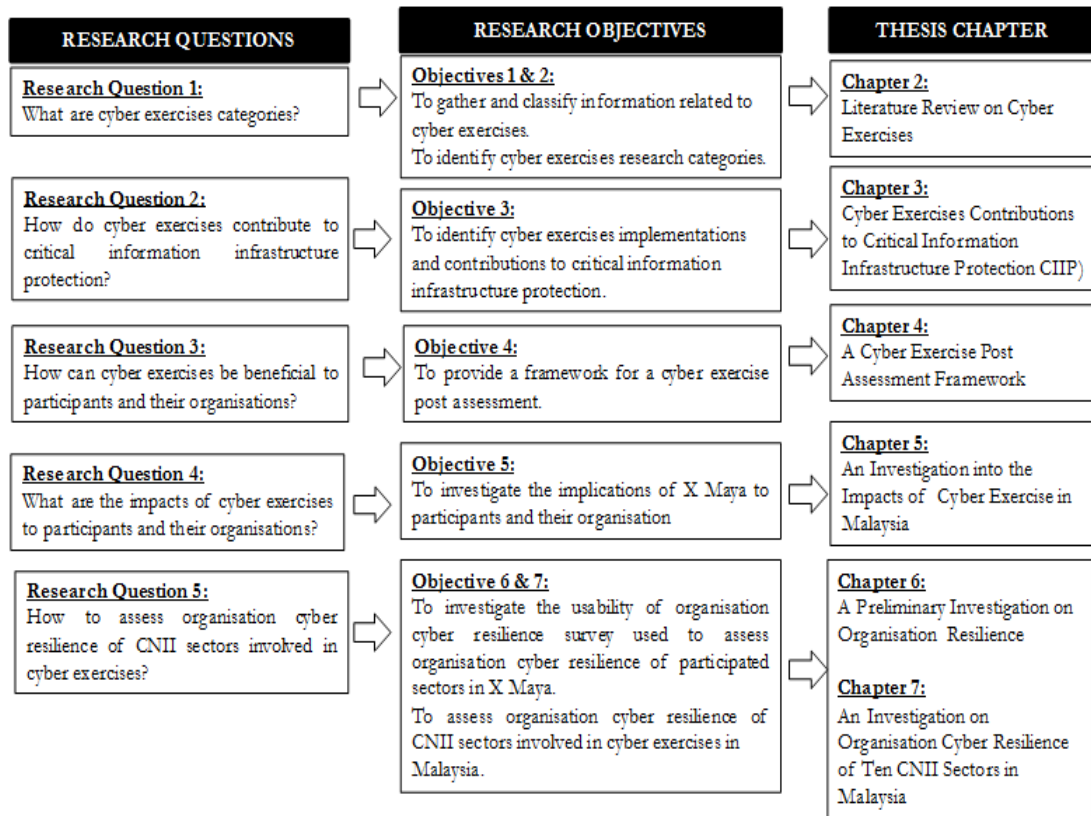 RESEARCH QUESTIONS
RESEARCH OBJECTIVES
THESIS CHAPTER
Research Question 1:
What are cyber exercises categories?
Objectives 1 & 2:
To gather and classify information related to
cyber exercises.
To identify cyber exercises research categories.
Chapter 2:
Literature Review on Cyber
Exercises
Research Question 2:
How do cyber exercises contribute to
critical information infrastructure
protection?
Objective 3:
To identify cyber exercises implementations
and contributions to critical information
infrastructure protection.
Chapter 3:
Cyber Exercises Contributions
to Critical Information
Infrastructure Protection CIIP)
Research Question 3:
How can cyber exercises be beneficial to
participants and their organisations?
Objective 4:
To provide a framework for a cyber exercise
post assessment.
Chapter 4:
A Cyber Exercise Post
Assessment Framework
Research Question 4:
What are the impacts of cyber exercises
to participants and their organisations?
Objective 5:
To investigate the implications of X Maya to
participants and their organisation
Chapter 5:
An Investigation into the
Impacts of Cyber Exercise in
Malaysia
Research Question 5:
How to assess organisation cyber
resilience of CNII sectors involved in
cyber exercises?
Objective 6 & 7:
To investigate the usability of organisation
cyber resilience survey used to assess
organisation cyber resilience of participated
sectors in X Maya.
To assess organisation cyber resilience of
CNII sectors involved in cyber exercises in
Malaysia.
Chapter 6:
A Preliminary Investigation on
Organisation Resilience
Chapter 7:
An Investigation on
Organisation Cyber Resilience
of Ten CNII Sectors in
Malaysia